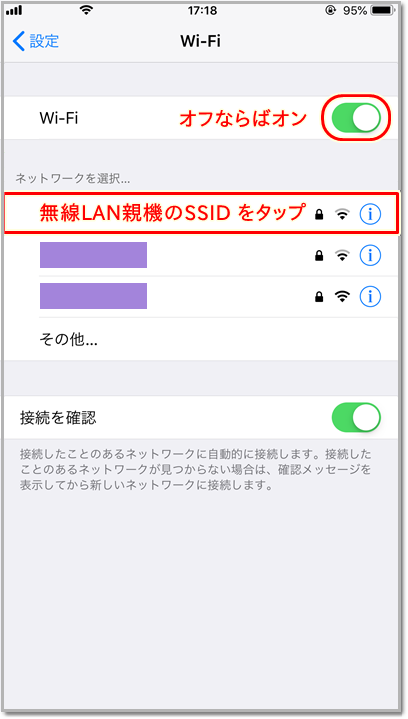 17:18
95%
設定
Wi-Fi
Wi-Fi
オフならばオン
ネットワークを選択...
無線LAN親機のSSID をタップ
その他...
接続を確認
接続したことのあるネットワークに自動的に接続します。接続した
ことのあるネットワークが見つからない場合は、確認メッセージを
表示してから新しいネットワークに接続します。